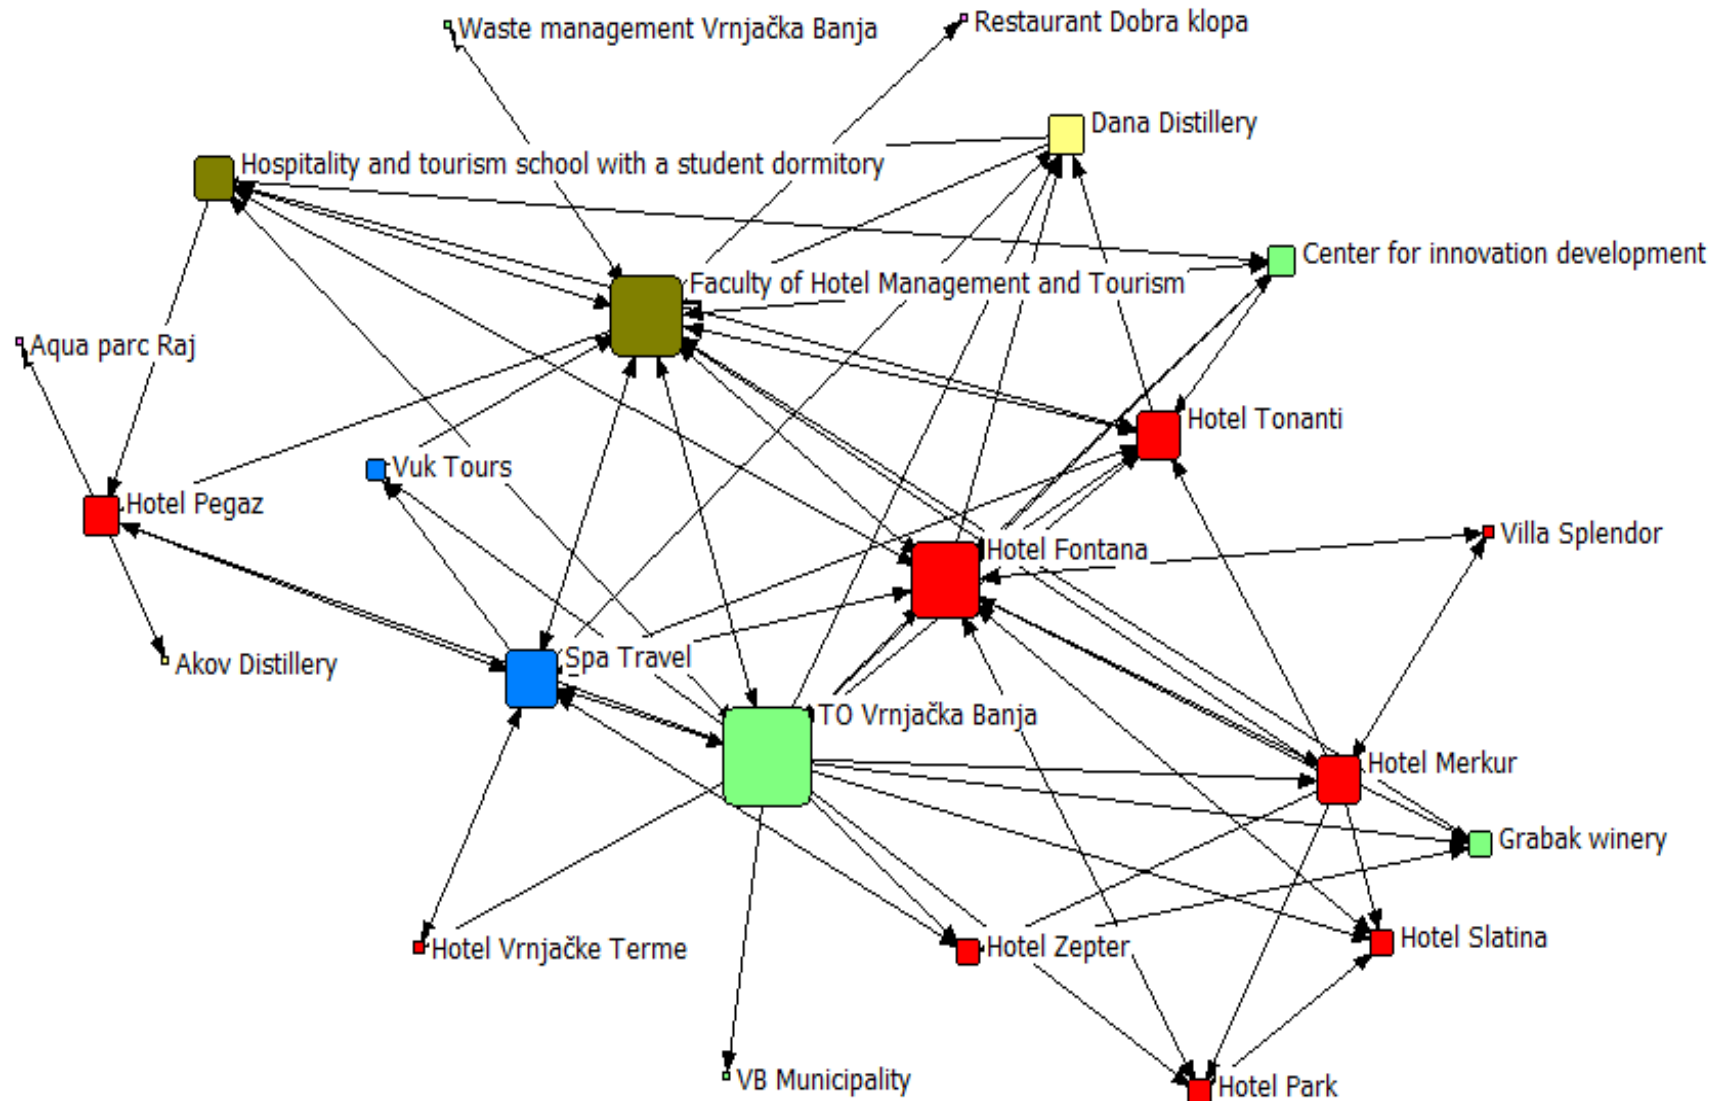 Restaurant Dobra klopa
Waste management Vrnjačka Banja
Dana Distillery
Hospitality and tourism school with a student dormitory
Center for innovation development
Faculty of Hotel Management and Tourism
Aqua parc Raj
Hotel Tonanti
Vuk Tours
Hotel Pegaz
Villa Splendor
Hotel Fontana
Spa Travel
Akov Distillery
TO Vrnjačka Banja
Hotel Merkur
Grabak winery
Hotel Slatina
Hotel Zepter
Hotel Vrnjačke Terme
VB Municipality
Hotel Park